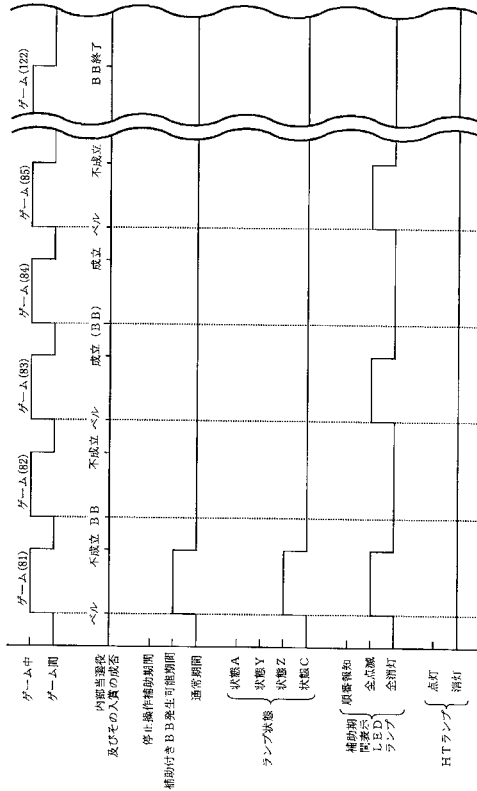 ゲーム中
ゲーム間
ゲーム(81)
ゲーム(82)
ゲーム(83)
ゲーム(84)
ゲーム(85)
ゲーム(122)
内部当選役
及びその入賞の成否
ベル
不成立
BB
不成立
ベル
成立
(BB)
成立
ベル
不成立
BB終了
停止操作補助期間
補助付きBB発生可能期間
通常期間
ランプ状態
状態A
状態Y
状態Z
状態C
補助期
間表示
LED
ランプ
順番報知
全点滅
全消灯
HTランプ
点灯
消灯